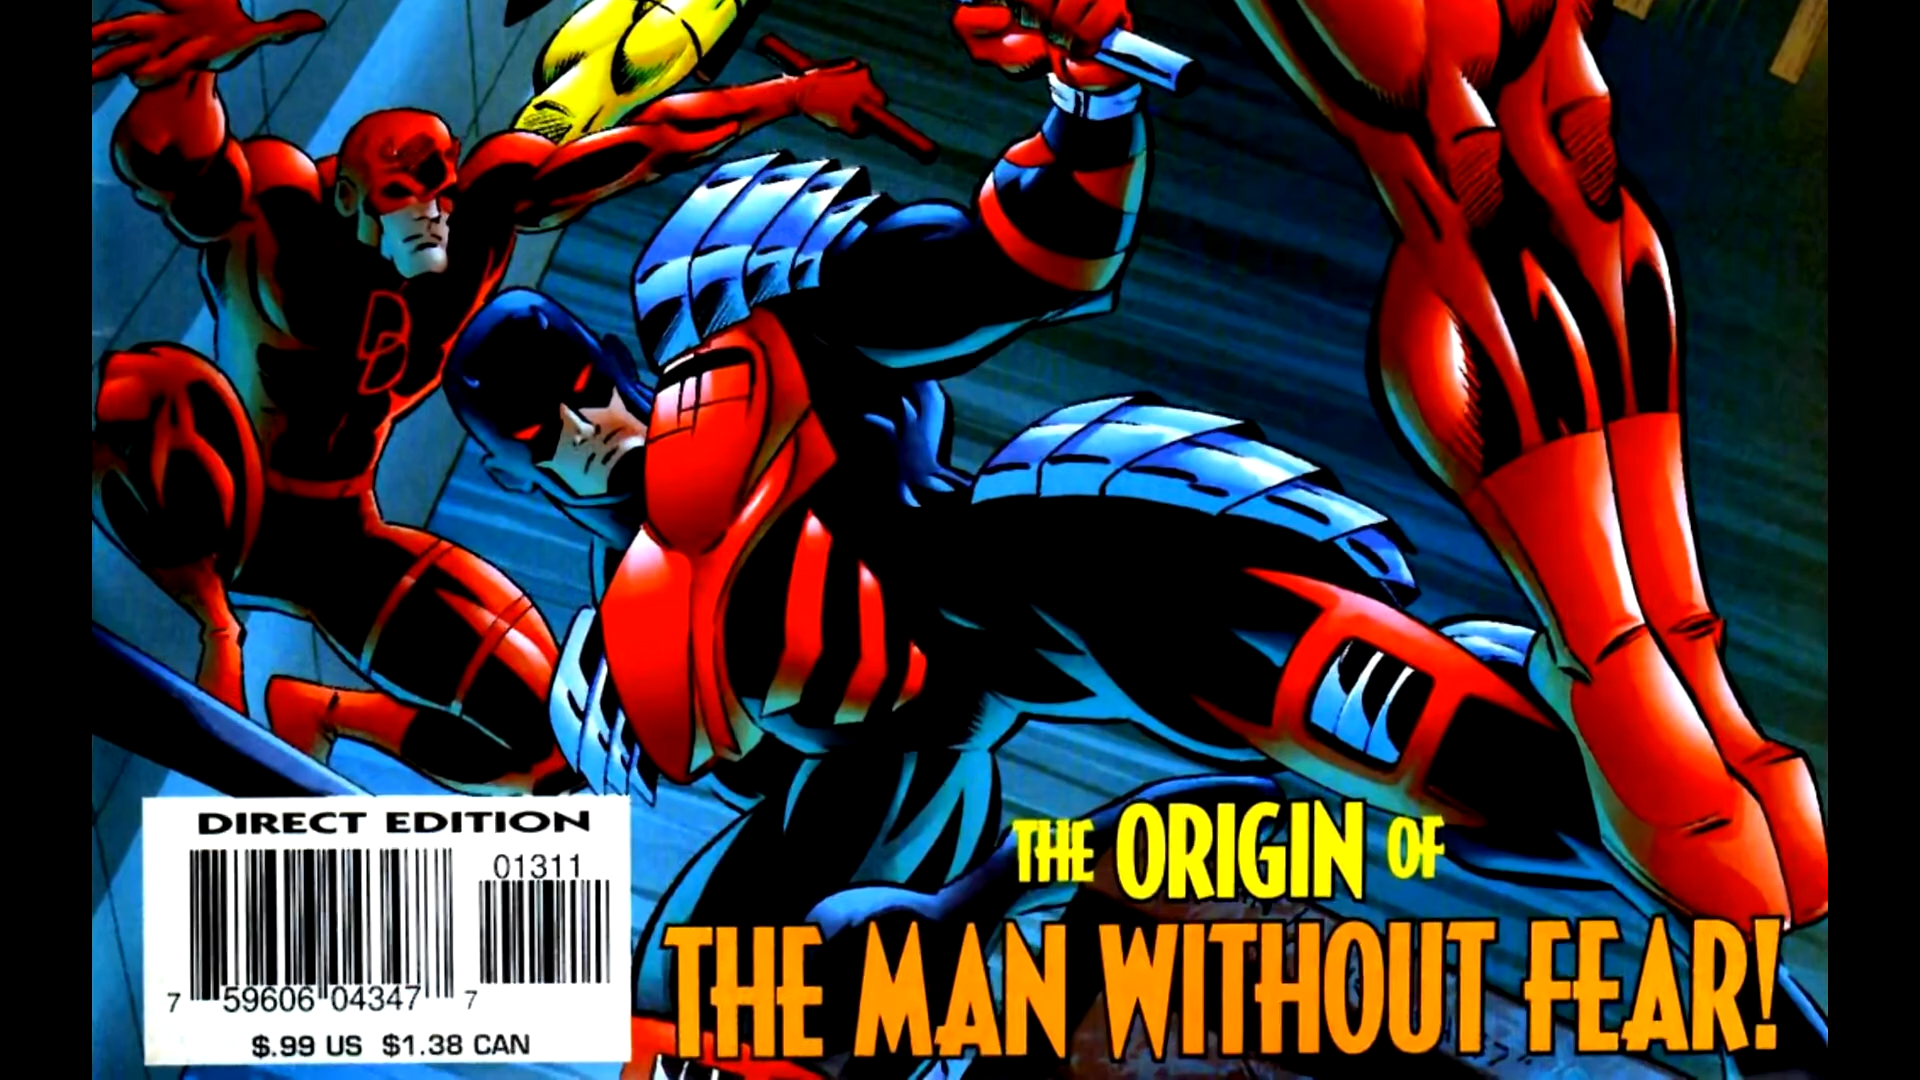 DD
DIRECT EDITION
01311
7 59606 04347 7
$.99 US $1.38 CAN
THE ORIGIN OF
THE MAN WITHOUT FEAR!